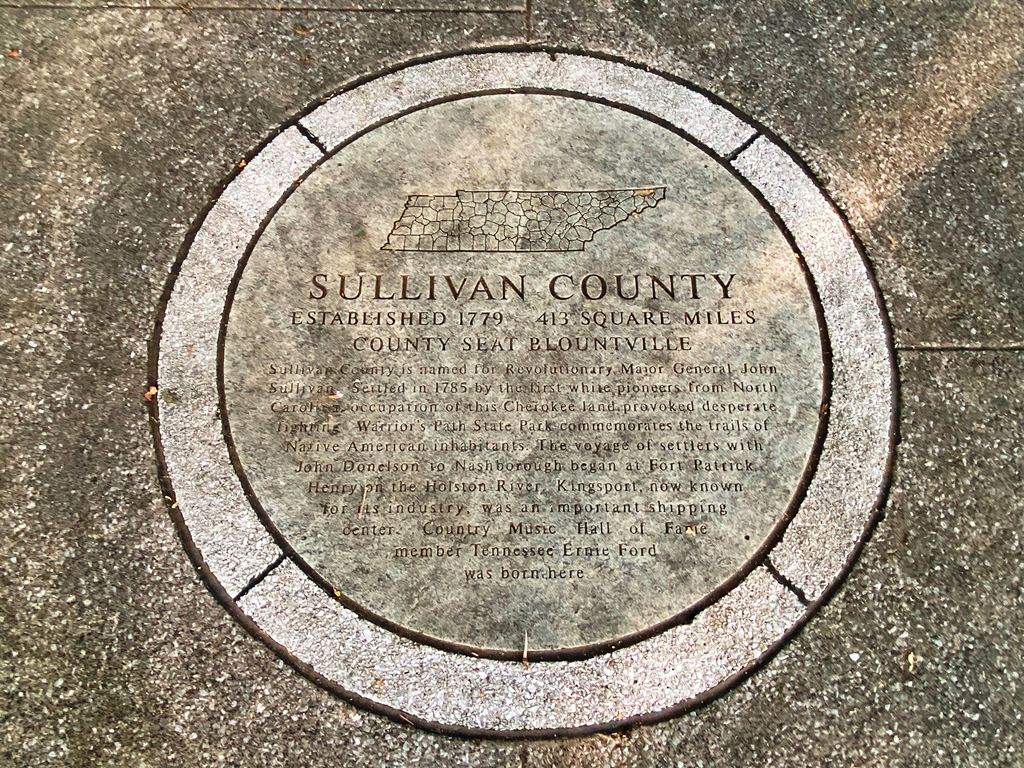 SULLIVAN COUNTY
ESTABLISHED 1779 413 SQUARE MILES
COUNTY SEAT BLOUNTVILLE
Sullivan County is named for Revolutionary Major General John
Sullivan. Settled in 1785 by the first white pioneers from North
Carolina, occupation of this Cherokee land provoked desperate
fighting. Warrior's Path State Park commemorates the trails of
Native American inhabitants. The voyage of settlers with
John Donelson to Nashborough began at Fort Patrick
Henry on the Holston River. Kingsport, now known
for its industry, was an important shipping
center. Country Music Hall of Fame
member Tennessee Ernie Ford
was born here.